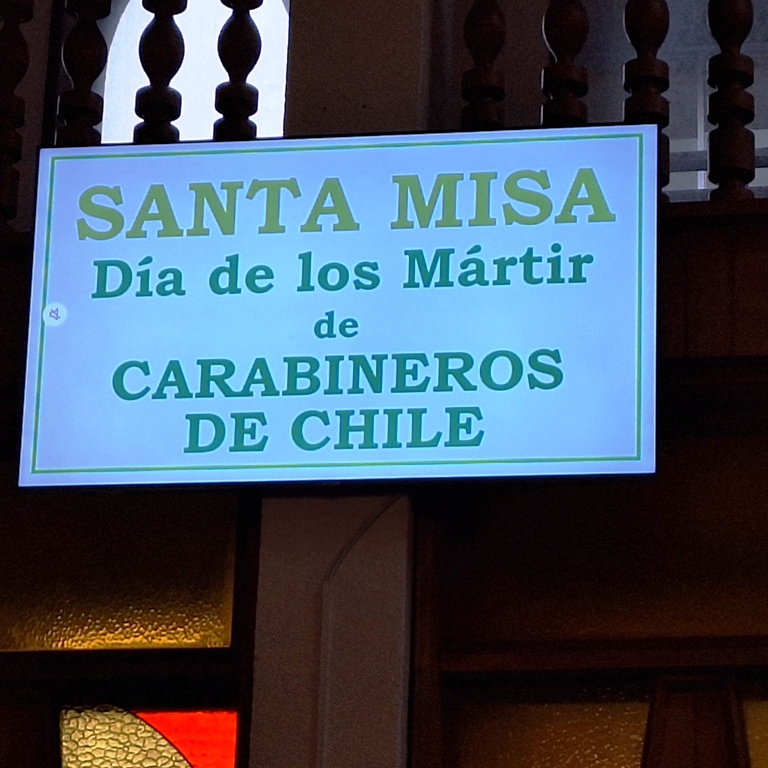 SANTA MISA
Día de los Mártir
de
CARABINEROS
DE CHILE